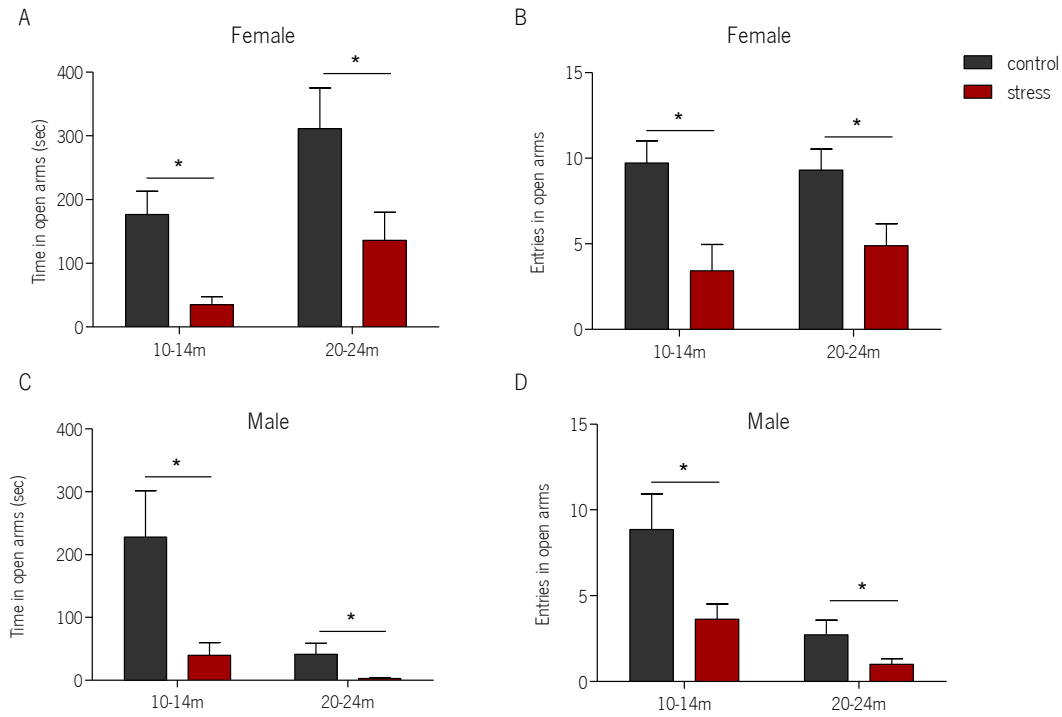 A
Female
Time in open arms (sec)
400
300
200
100
0
*
*
10-14m
20-24m
B
Female
Entries in open arms
15
10
5
0
*
*
10-14m
20-24m
control
stress
C
Male
Time in open arms (sec)
400
300
200
100
0
*
*
10-14m
20-24m
D
Male
Entries in open arms
15
10
5
0
*
*
10-14m
20-24m